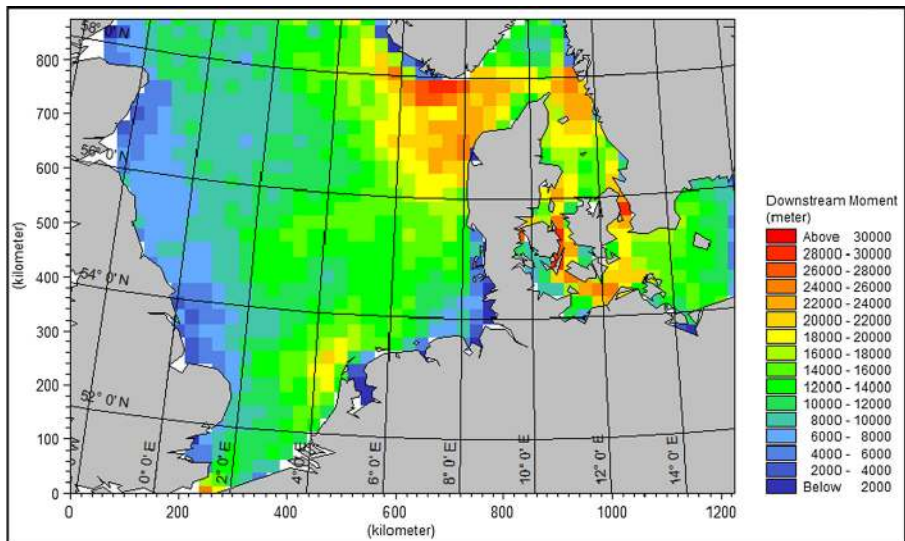 58° 0' N
800
700
600
56° 0' N
500
400
54° 0' N
300
200
52° 0' N
100
0
(kilometer)
0° 0' E
2° 0' E
4° 0' E
6° 0' E
8° 0' E
10° 0' E
12° 0' E
14° 0' E
0
200
400
600
800
1000
1200
(kilometer)
Downstream Moment
(meter)
Above 30000
28000 - 30000
26000 - 28000
24000 - 26000
22000 - 24000
20000 - 22000
18000 - 20000
16000 - 18000
14000 - 16000
12000 - 14000
10000 - 12000
8000 - 10000
6000 - 8000
4000 - 6000
2000 - 4000
Below 2000